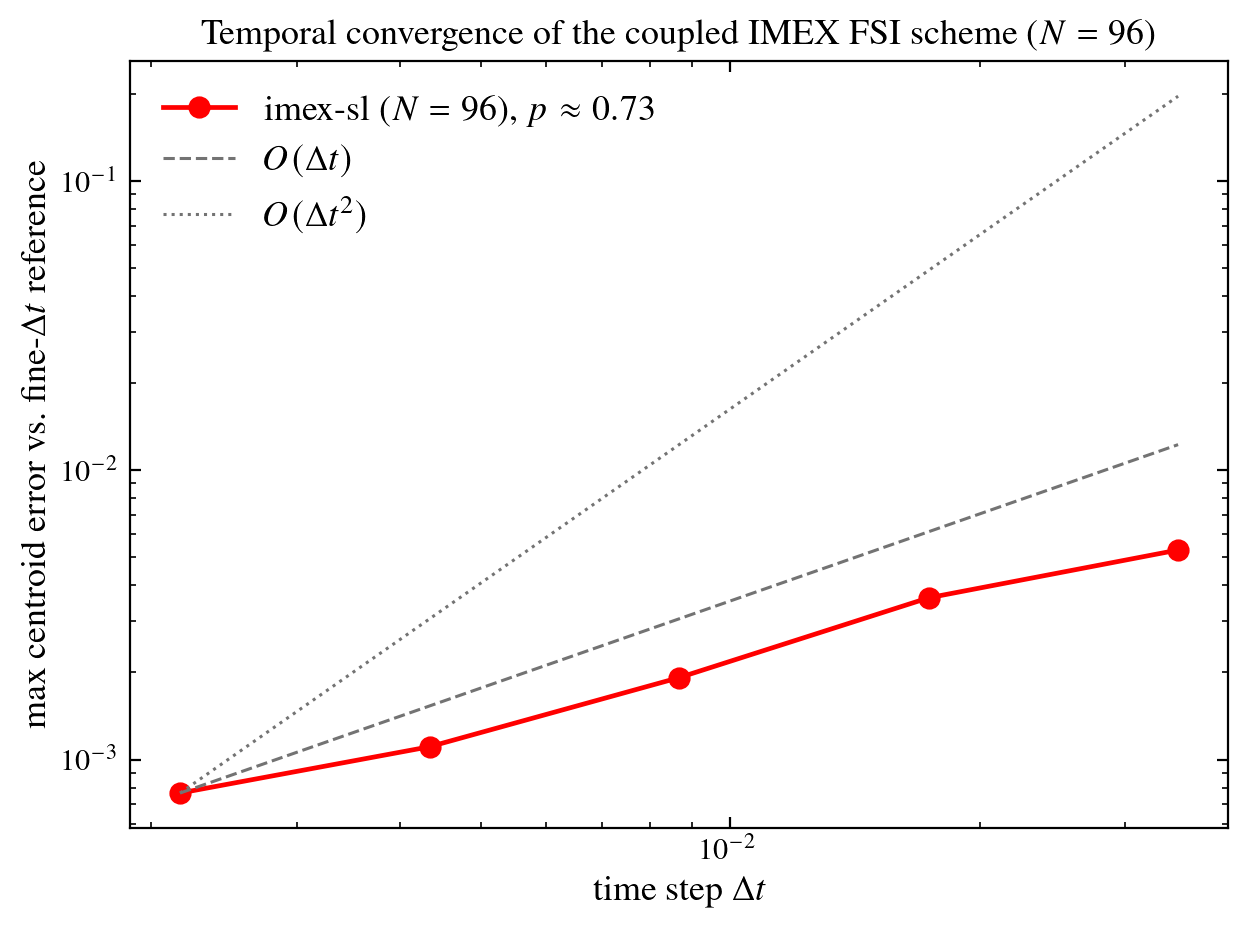 Temporal convergence of the coupled IMEX FSI scheme (N = 96)
imex-sl (N = 96), p ≈ 0.73
O(Δt)
O(Δt²)
max centroid error vs. fine-Δt reference
10⁻¹
10⁻²
10⁻³
10⁻²
time step Δt